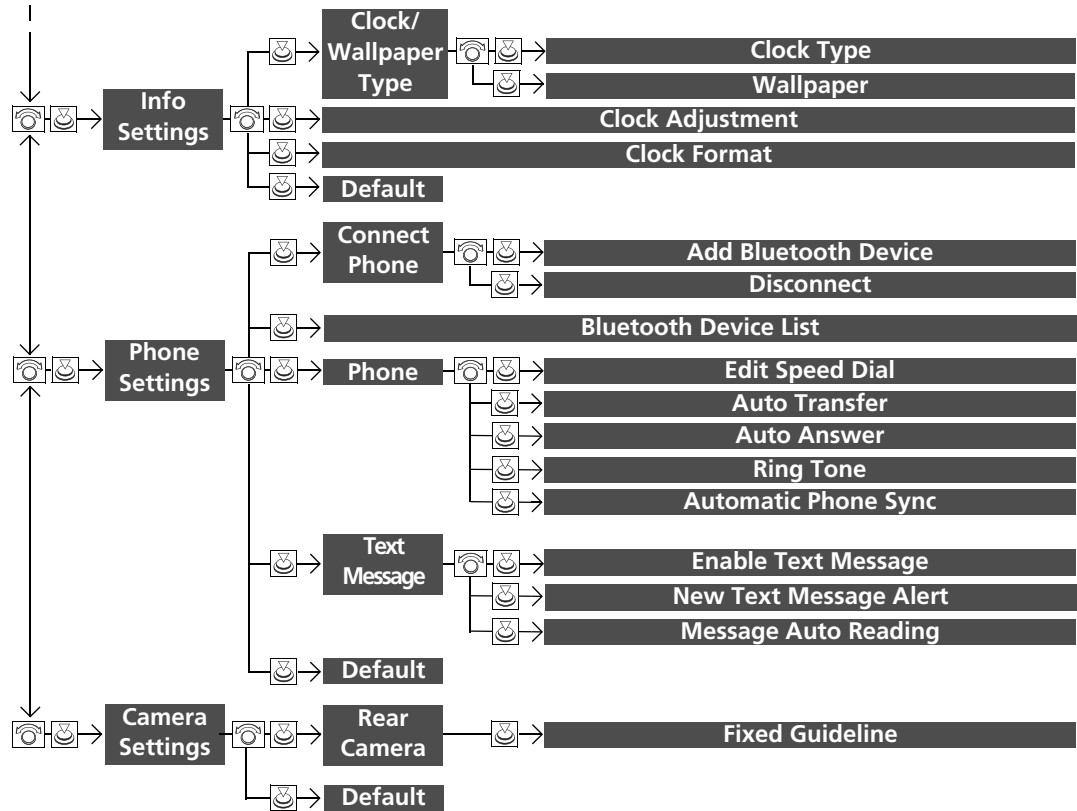 Clock/
Wallpaper
Type
Clock Type
Wallpaper
Info
Settings
Clock Adjustment
Clock Format
Default
Connect
Phone
Add Bluetooth Device
Disconnect
Bluetooth Device List
Phone
Settings
Phone
Edit Speed Dial
Auto Transfer
Auto Answer
Ring Tone
Automatic Phone Sync
Text
Message
Enable Text Message
New Text Message Alert
Message Auto Reading
Default
Camera
Settings
Rear
Camera
Fixed Guideline
Default